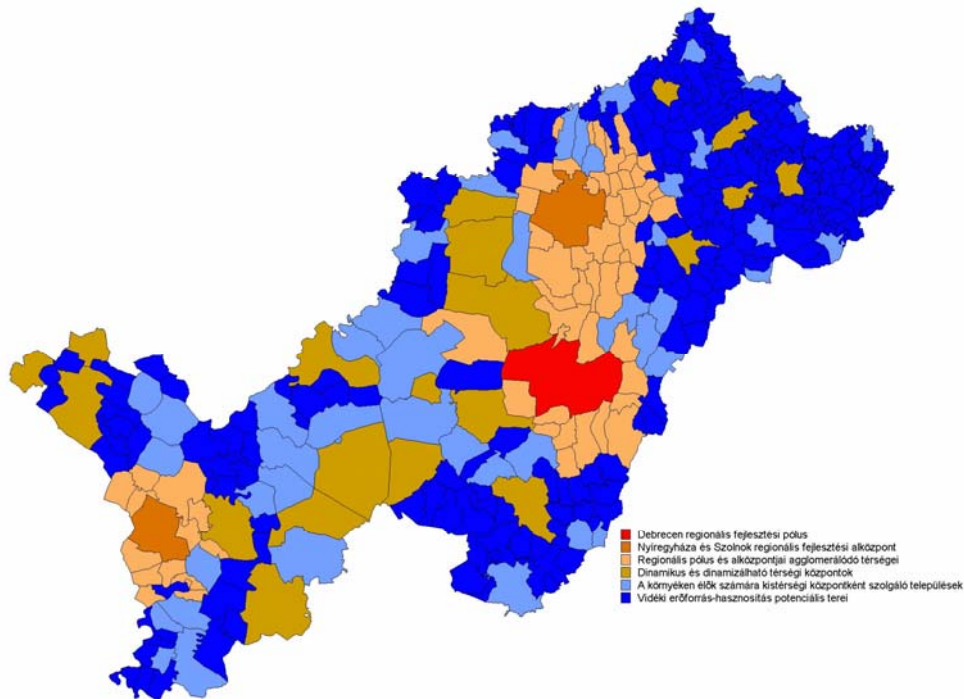 Debrecen regionális fejlesztési pólus
Nyíregyháza és Szolnok regionális fejlesztési alközpont
Regionális pólus és alközpontjai agglomerálódó térségei
Dinamikus és dinamizálható térségi központok
A környéken élők számára kistérségi központként szolgáló települések
Vidéki erőforrás-hasznosítás potenciális terei